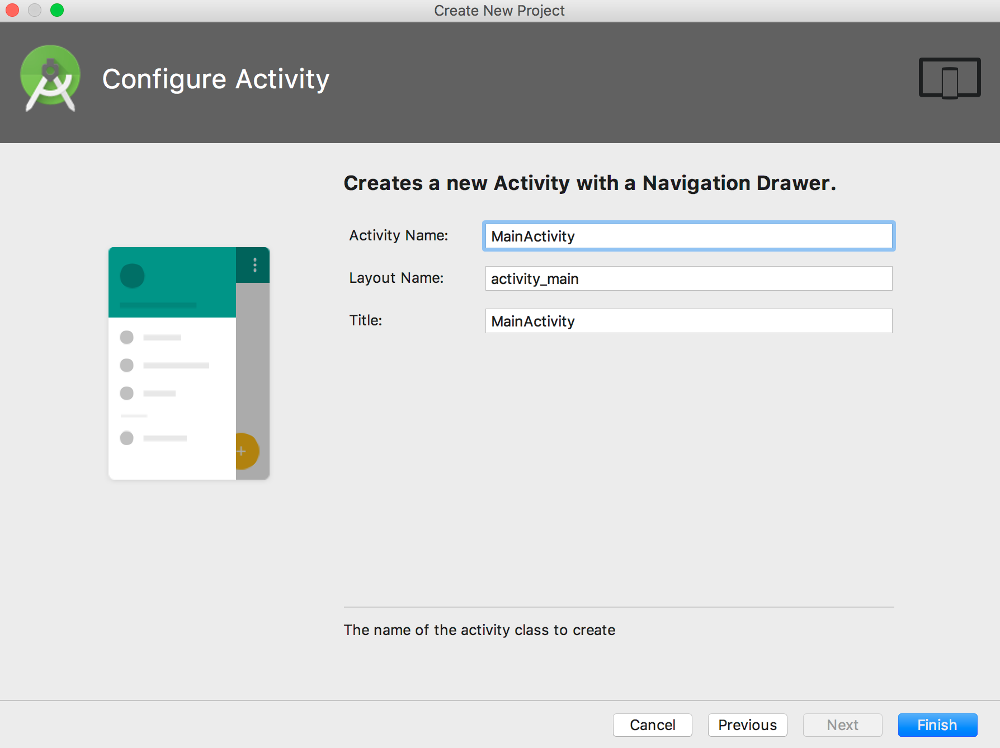 Create New Project
Configure Activity
Creates a new Activity with a Navigation Drawer.
Activity Name: MainActivity
Layout Name: activity_main
Title: MainActivity
The name of the activity class to create
Cancel Previous Next Finish